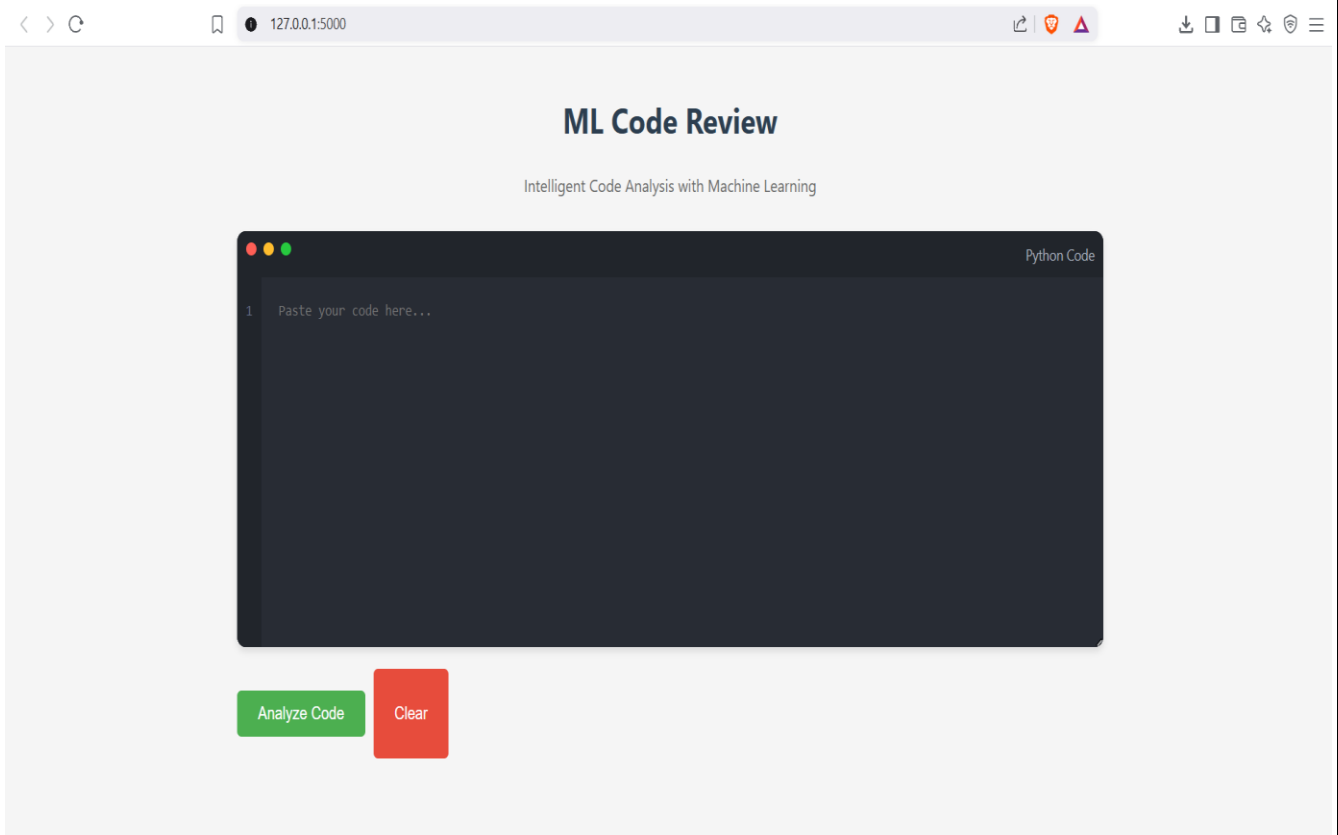 127.0.0.1:5000
ML Code Review
Intelligent Code Analysis with Machine Learning
Python Code
1 Paste your code here...
Analyze Code Clear